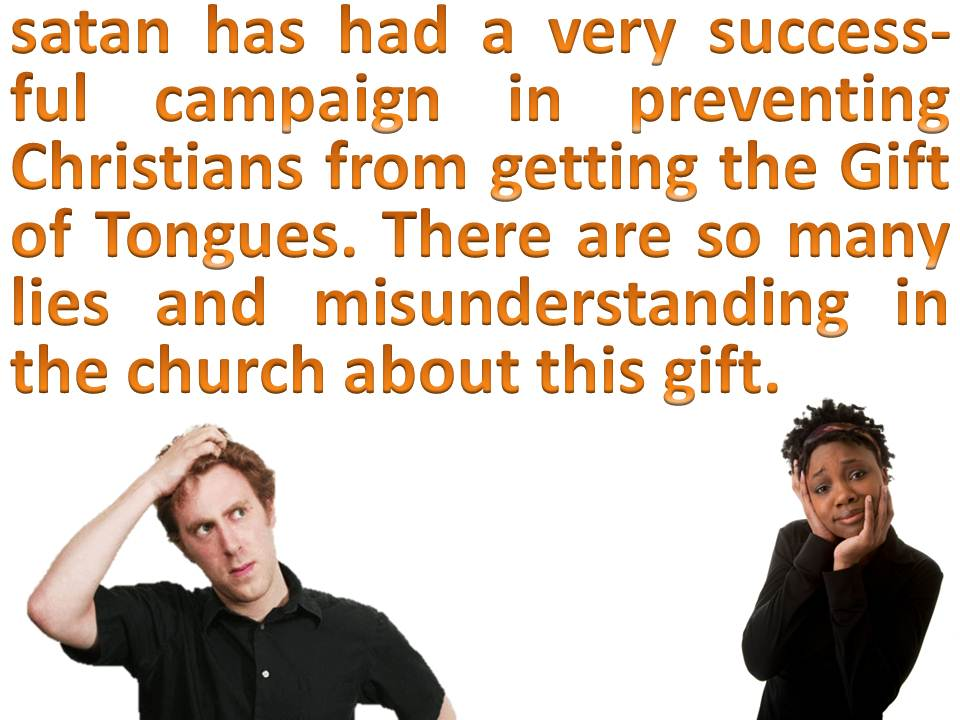 satan has had a very success-
ful campaign in preventing
Christians from getting the Gift
of Tongues. There are so many
lies and misunderstanding in
the church about this gift.